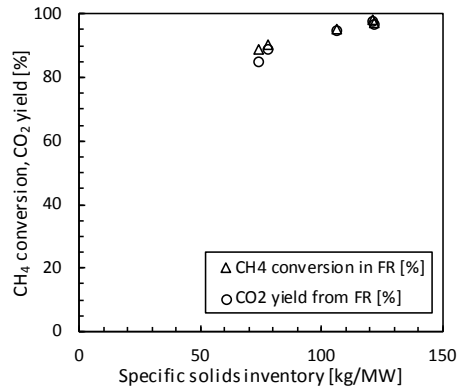 100
80
60
40
20
0
CH₄ conversion, CO₂ yield [%]
CH4 conversion in FR [%]
CO2 yield from FR [%]
0 50 100 150
Specific solids inventory [kg/MW]